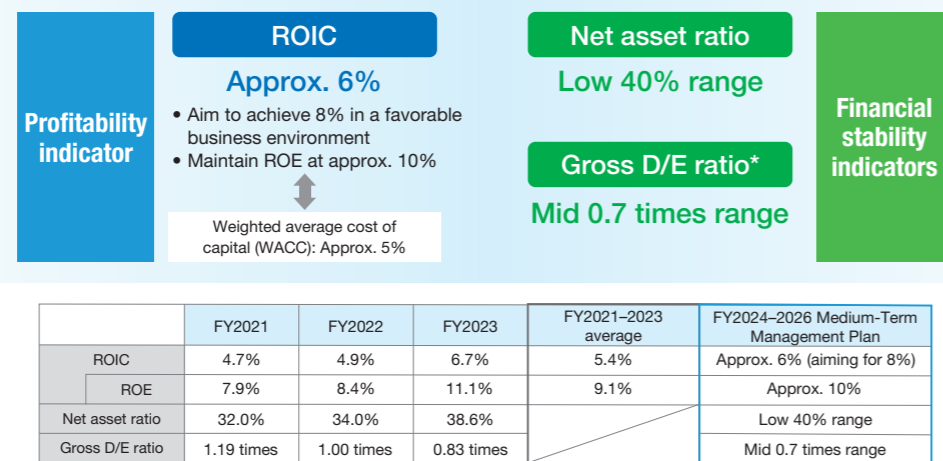 Profitability
indicator
ROIC
Approx. 6%
• Aim to achieve 8% in a favorable
business environment
• Maintain ROE at approx. 10%
Weighted average cost of
capital (WACC): Approx. 5%
Net asset ratio
Low 40% range
Gross D/E ratio*
Mid 0.7 times range
Financial
stability
indicators
FY2021 FY2022 FY2023 FY2021–2023 average FY2024–2026 Medium-Term Management Plan
ROIC 4.7% 4.9% 6.7% 5.4% Approx. 6% (aiming for 8%)
ROE 7.9% 8.4% 11.1% 9.1% Approx. 10%
Net asset ratio 32.0% 34.0% 38.6% Low 40% range
Gross D/E ratio 1.19 times 1.00 times 0.83 times Mid 0.7 times range